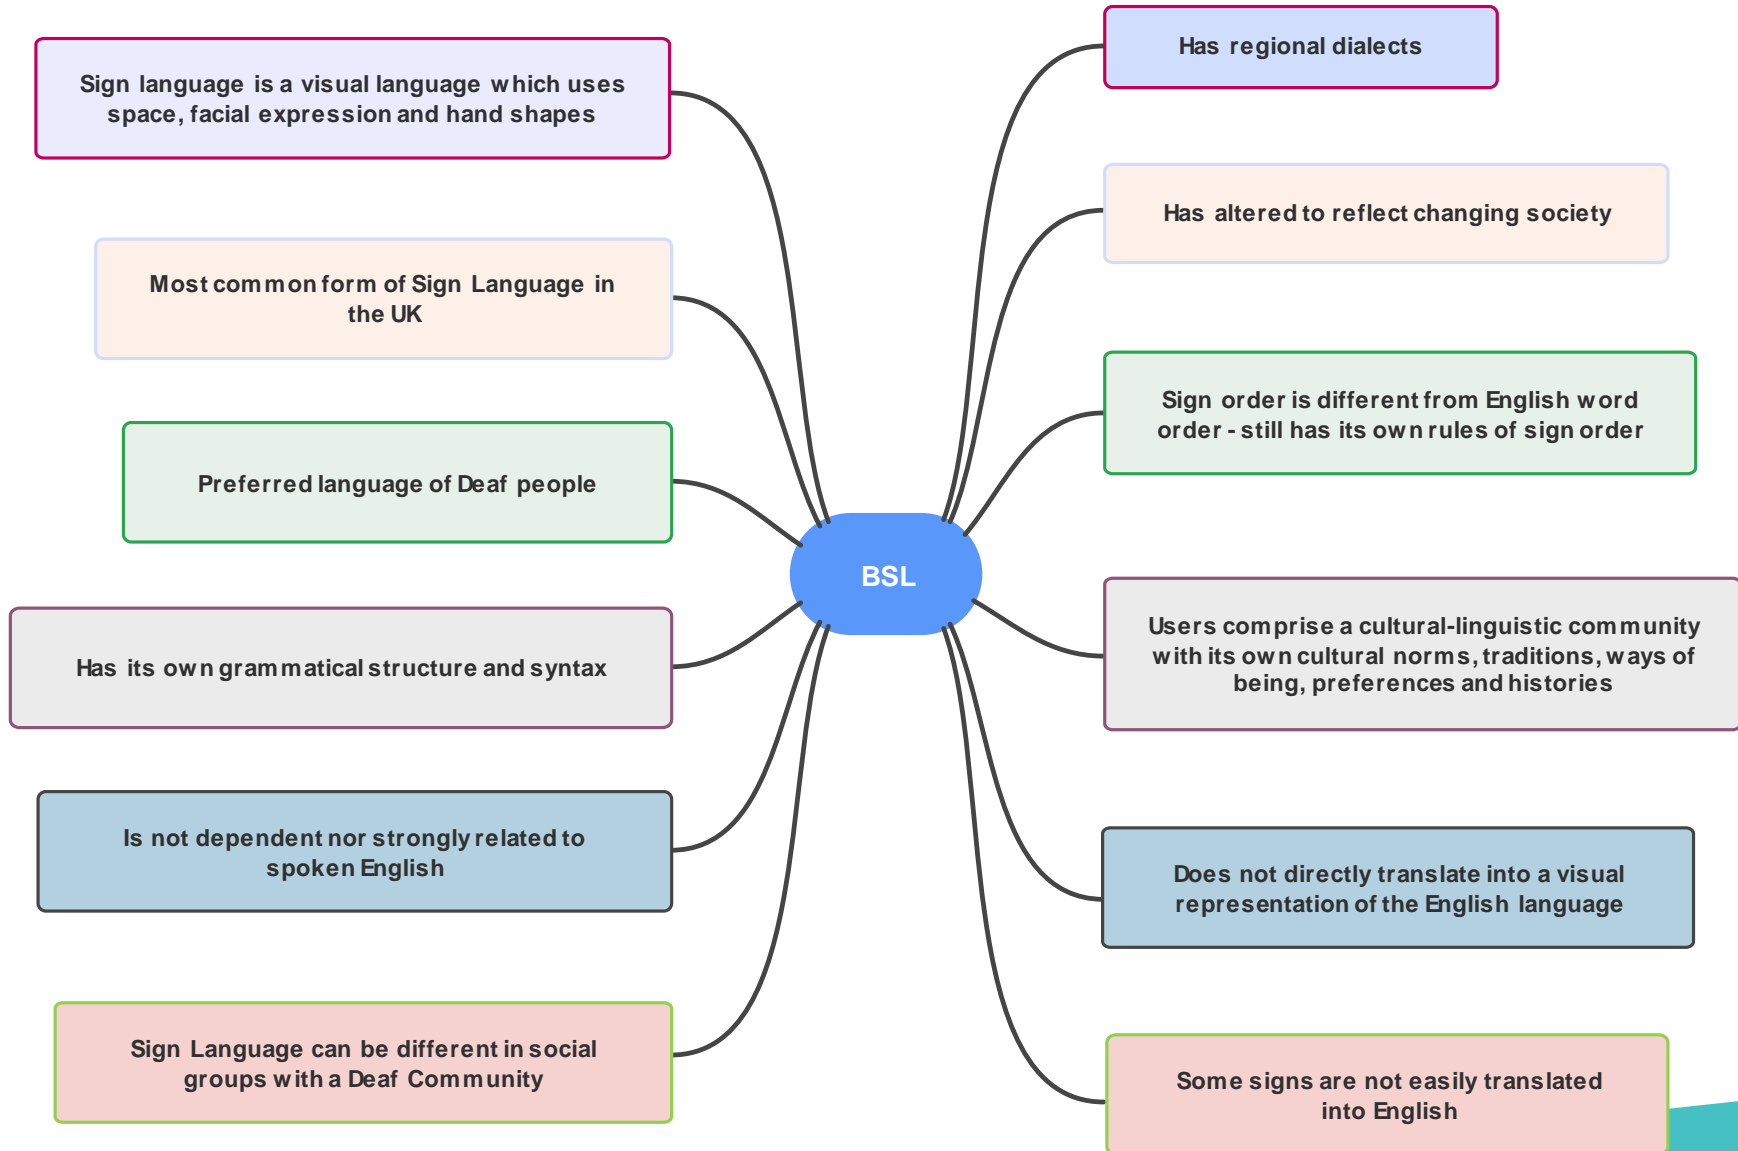 Sign language is a visual language which uses
space, facial expression and hand shapes
Most common form of Sign Language in
the UK
Preferred language of Deaf people
Has its own grammatical structure and syntax
Is not dependent nor strongly related to
spoken English
Sign Language can be different in social
groups with a Deaf Community
BSL
Has regional dialects
Has altered to reflect changing society
Sign order is different from English word
order - still has its own rules of sign order
Users comprise a cultural-linguistic community
with its own cultural norms, traditions, ways of
being, preferences and histories
Does not directly translate into a visual
representation of the English language
Some signs are not easily translated
into English